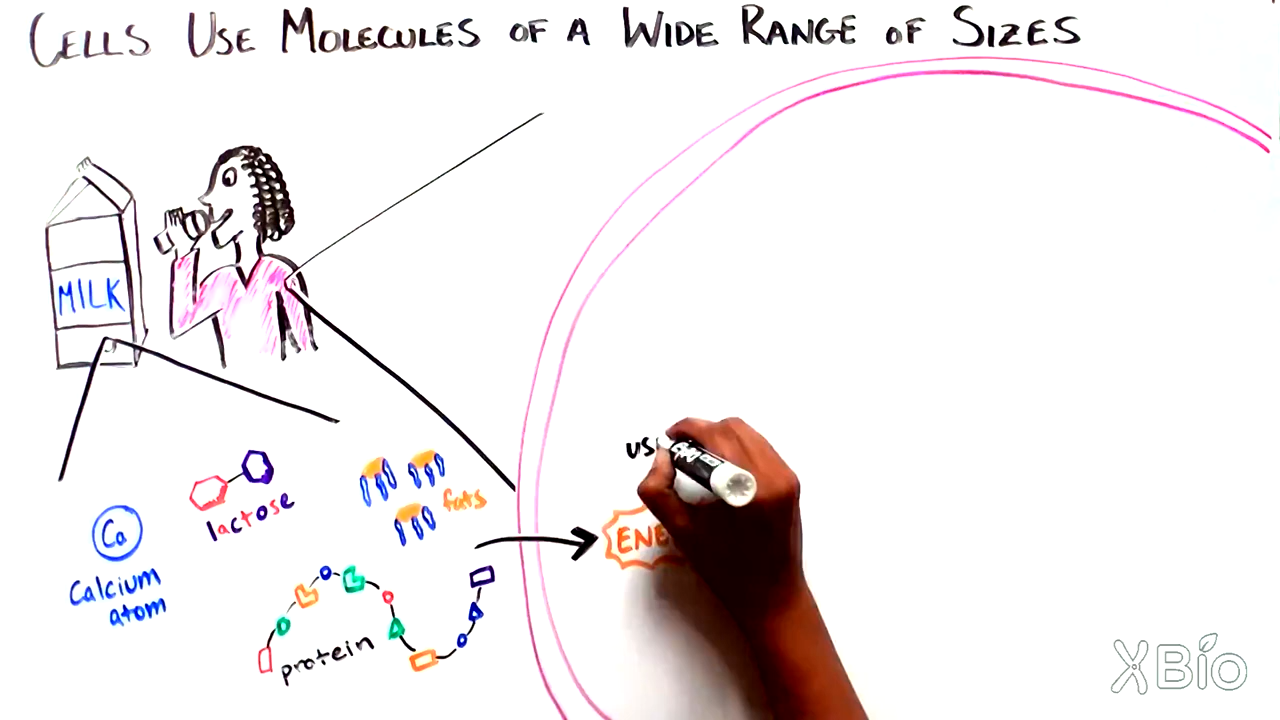 CELLS USE MOLECULES OF A WIDE RANGE OF SIZES
MILK
Ca
Calcium
atom
lactose
fats
protein
XBio